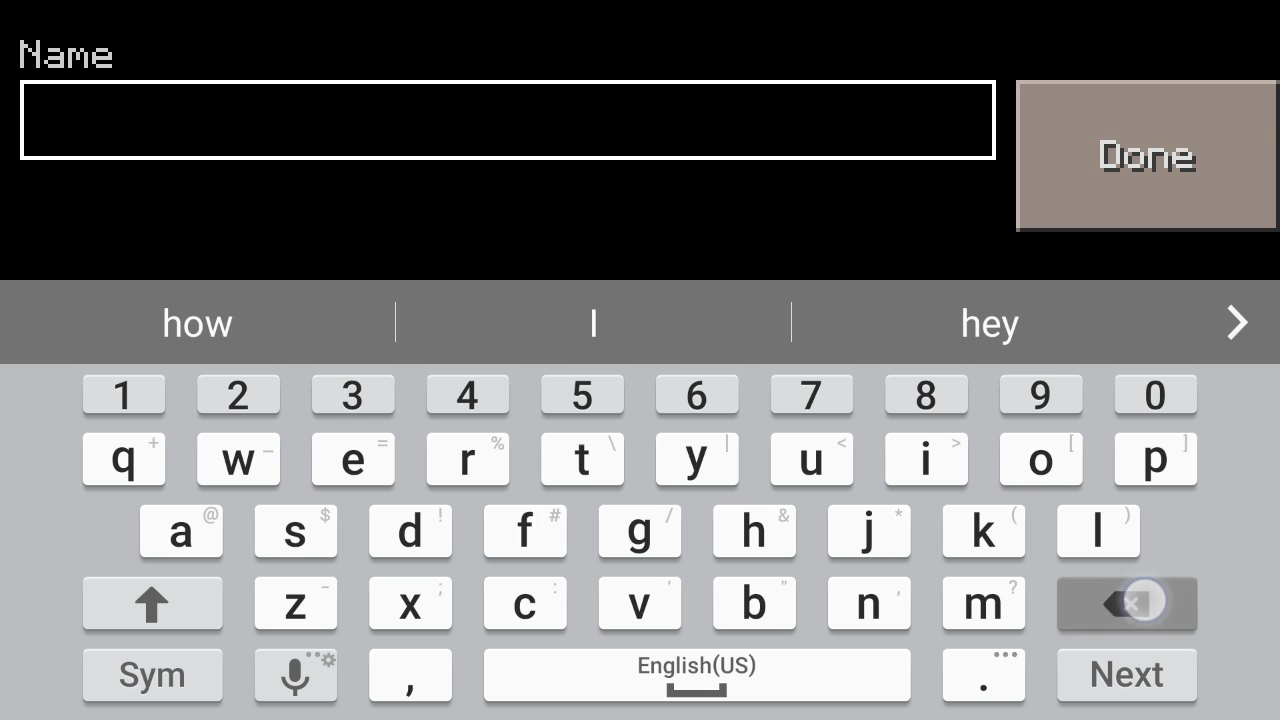 Name
Done
how I hey
1 2 3 4 5 6 7 8 9 0
q + w _ e = r % t \ y | u < i > o [ p ]
a @ s $ d ! f # g / h & j * k ( l )
z - x ; c : v ' b " n , m ?
Sym , English(US) . Next